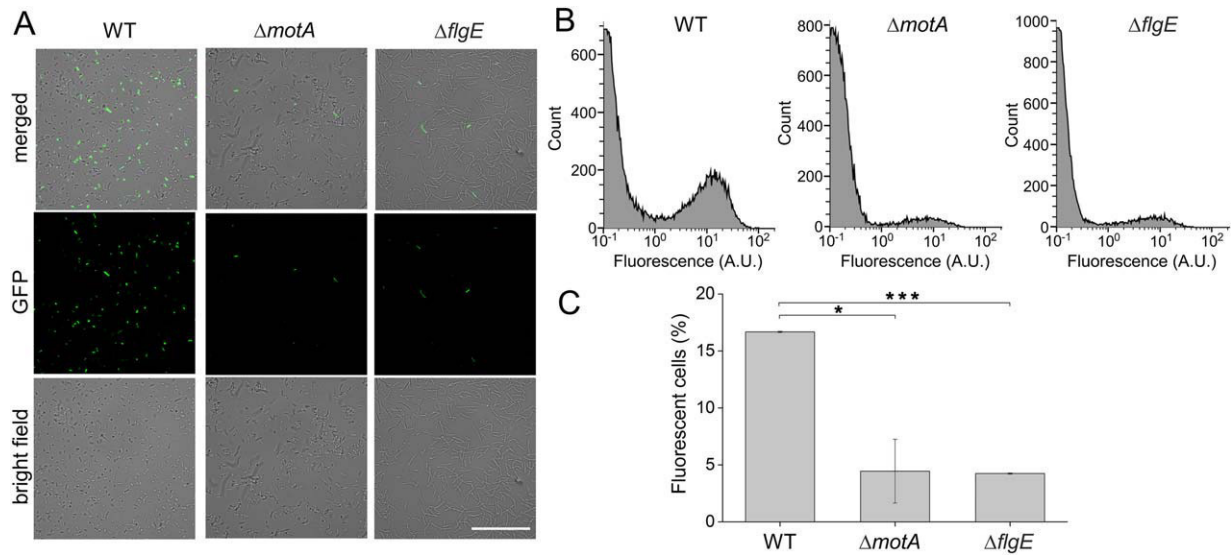 A
WT
ΔmotA
ΔflgE
merged
GFP
bright field
B
WT
ΔmotA
ΔflgE
Count
600
400
200
0
10⁻¹ 10⁰ 10¹ 10²
Fluorescence (A.U.)
Count
800
600
400
200
0
10⁻¹ 10⁰ 10¹ 10²
Fluorescence (A.U.)
Count
1000
800
600
400
200
0
10⁻¹ 10⁰ 10¹ 10²
Fluorescence (A.U.)
C
Fluorescent cells (%)
20
15
10
5
0
*
***
WT
ΔmotA
ΔflgE